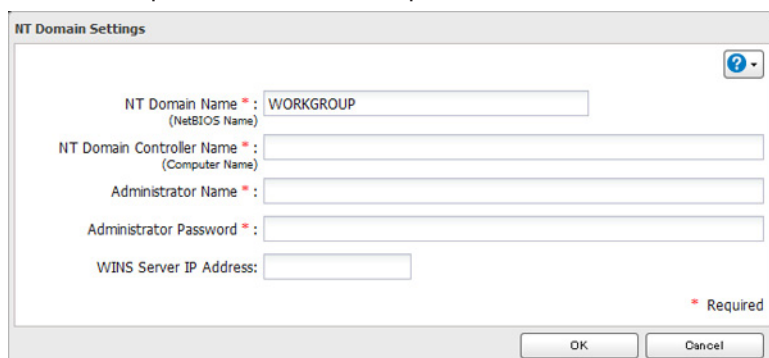 NT Domain Settings
NT Domain Name * : WORKGROUP
(NetBIOS Name)
NT Domain Controller Name * :
(Computer Name)
Administrator Name * :
Administrator Password * :
WINS Server IP Address:
* Required
OK Cancel